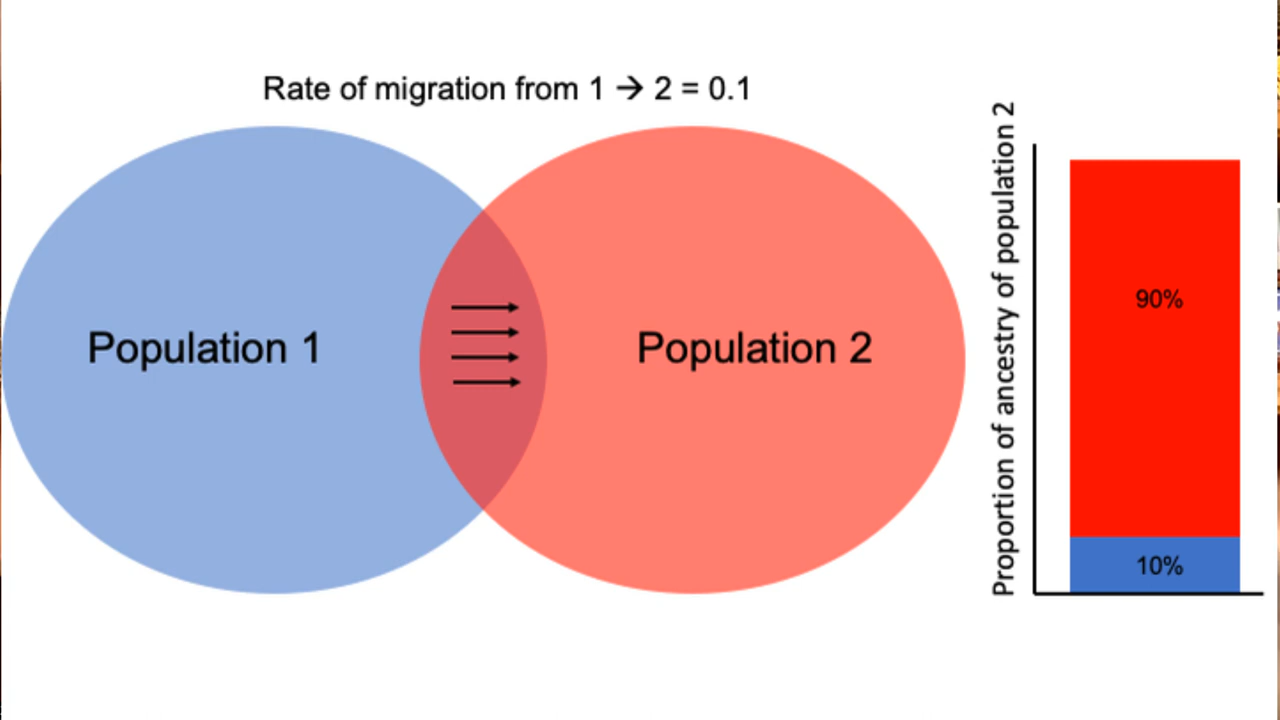 Rate of migration from 1 → 2 = 0.1
Population 1
Population 2
Proportion of ancestry of population 2
90%
10%